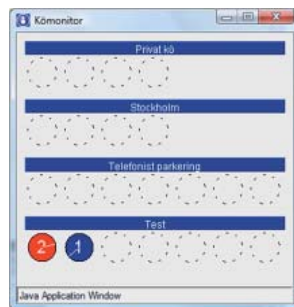 Kömonitor
Privat kö
Stockholm
Telefonist parkering
Test
2 1
Java Application Window